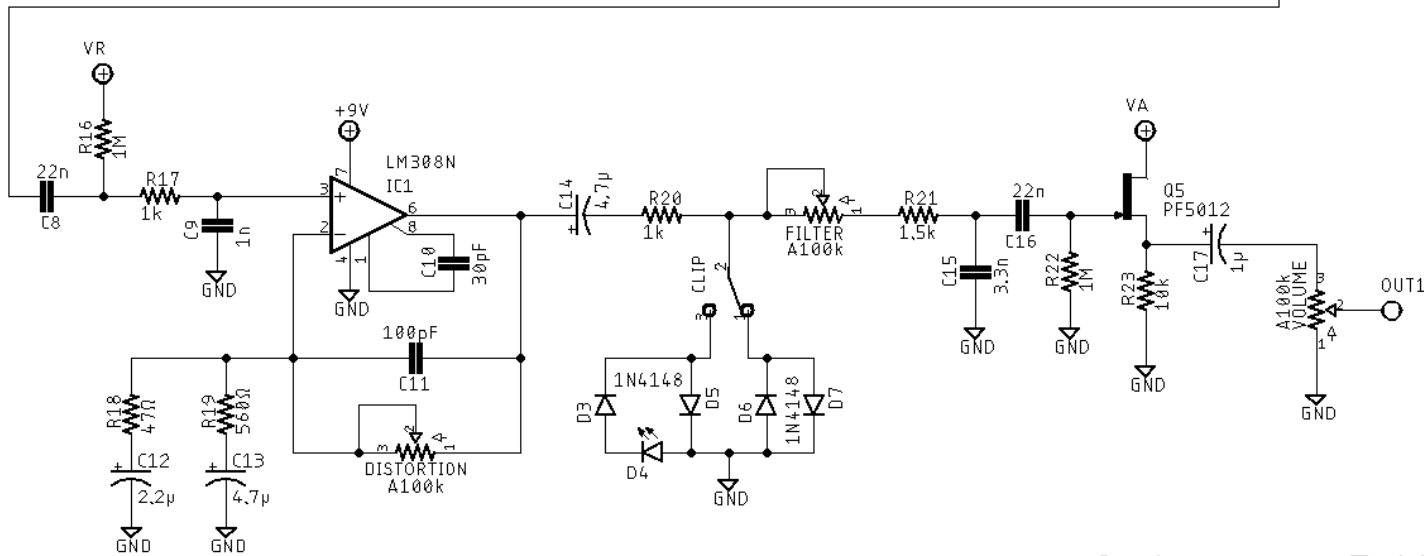 VR
+9V
VA
R16
1M
LM308N
IC1
7
22n
C8
R17
1k
C9
1n
GND
3
+
2
−
6
8
4
1
GND
C10
30pF
C14
4.7µ
+
R20
1k
3
2
1
FILTER
A100k
R21
1.5k
C15
3.3n
GND
22n
C16
R22
1M
GND
Q5
PF5012
R23
10k
GND
+
C17
1µ
A100k
VOLUME
3
2
1
GND
OUT1
CLIP
2
3
1
100pF
C11
R18
47Ω
R19
560Ω
+
C12
2.2µ
GND
+
C13
4.7µ
GND
3
2
1
DISTORTION
A100k
1N4148
D3
D5
D4
D6
1N4148
D7
GND